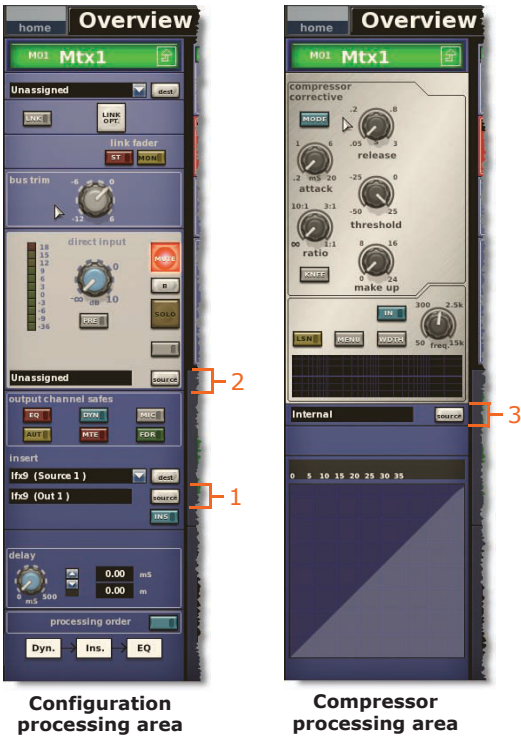 home Overview
M01 Mtx1
Unassigned dest
LNK LINK OPT.
link fader
ST MON
bus trim
-6 0
-12 6
direct input
18
15
12
9
6
3
0
-3
-6
-9
-36
0
-∞ dB 10
PRE
MUTE
B
SOLO
Unassigned source
2
output channel safes
EQ DYN MIC
AUT MTE FDR
insert
Ifx9 (Source 1 ) dest
Ifx9 (Out 1 ) source
1
INS
delay
0 mS 500
0.00 mS
0.00 m
processing order
Dyn. Ins. EQ
Configuration
processing area
home Overview
M01 Mtx1
compressor
corrective
MODE
.2 .8
.05 3
release
1 6
.2 mS 20
attack
-25 0
-50 25
threshold
10:1 3:1
∞ 1:1
ratio
8 16
0 24
make up
KNEE
IN
300 2.5k
50 freq. 15k
LSN MENU WDTH
Internal source
3
0 5 10 15 20 25 30 35
Compressor
processing area